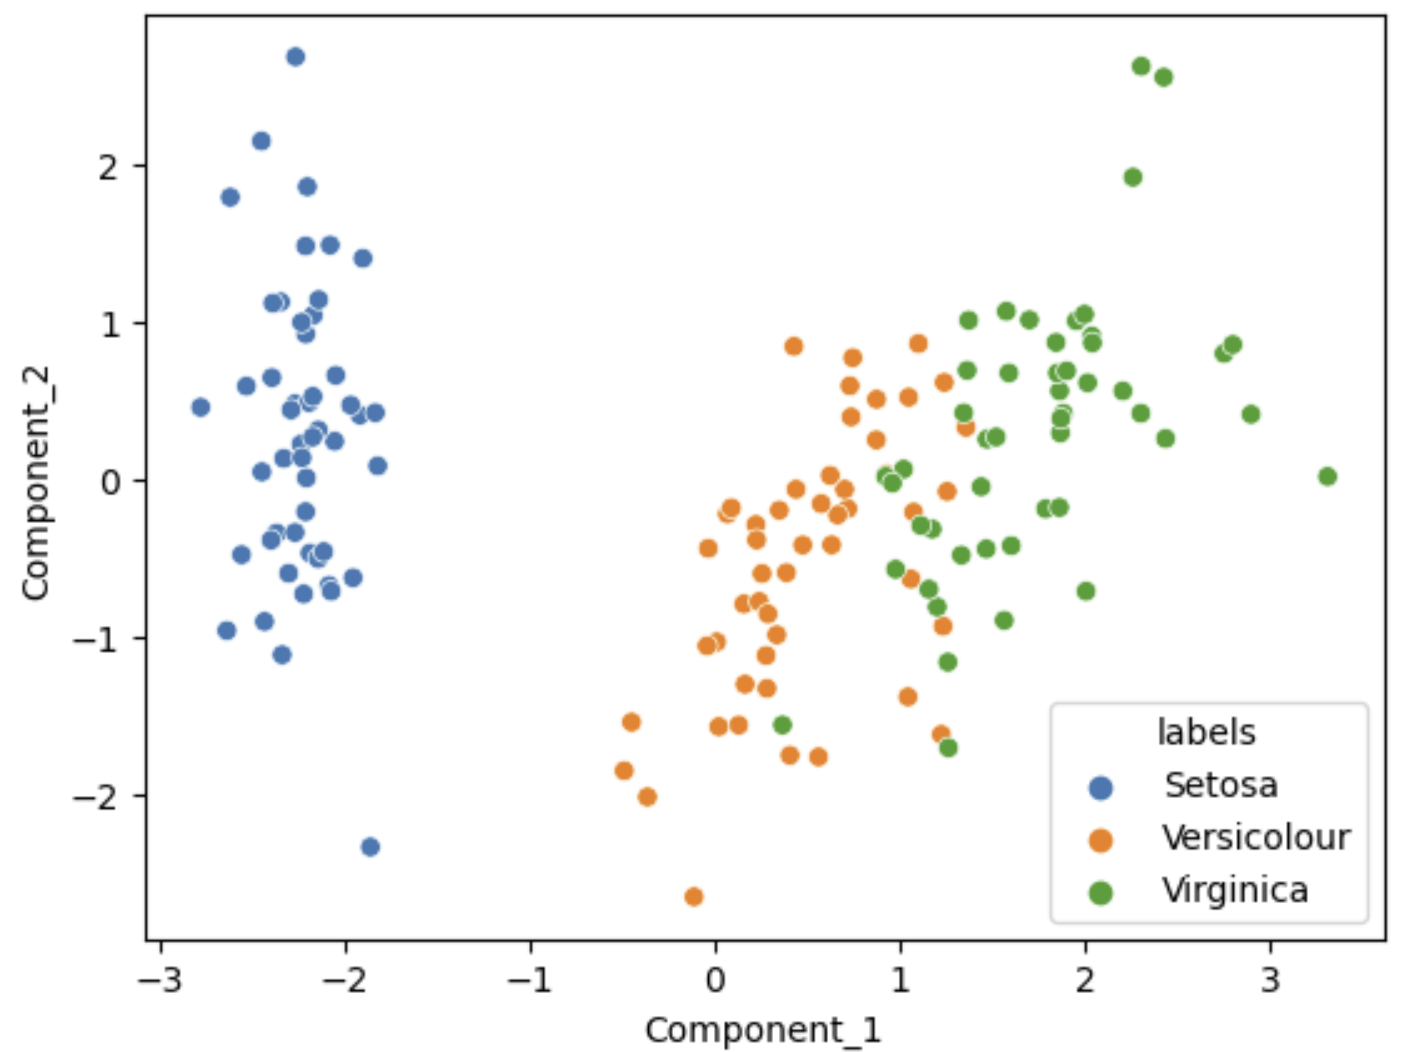 Component_2
2
1
0
−1
−2
−3
−2
−1
0
1
2
3
Component_1
labels
Setosa
Versicolour
Virginica